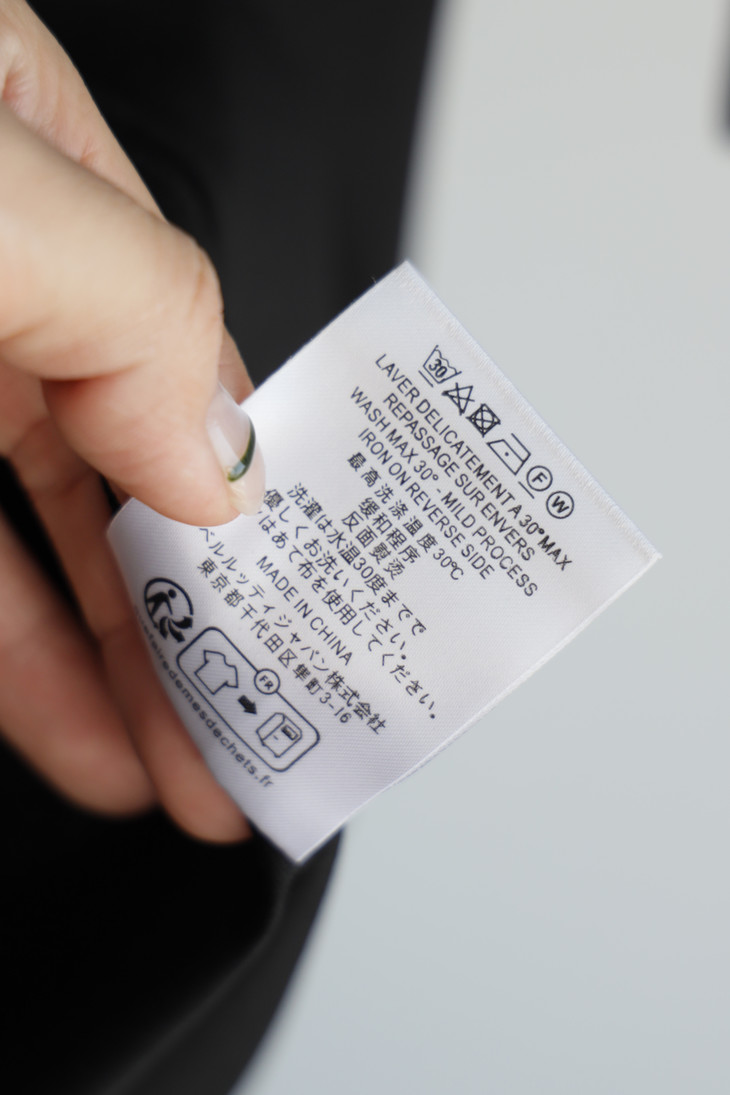 30
F W
LAVER DELICATEMENT A 30°MAX
REPASSAGE SUR ENVERS
WASH MAX 30° - MILD PROCESS
IRON ON REVERSE SIDE
最高洗涤温度 30℃
缓和程序
反面熨烫
洗濯は水温30度までで
優しくお洗いください。
はあて布を使用してください。
MADE IN CHINA
ベルルッティジャパン株式会社
東京都千代田区隼町3-16
FR
fairedemesdechets.fr